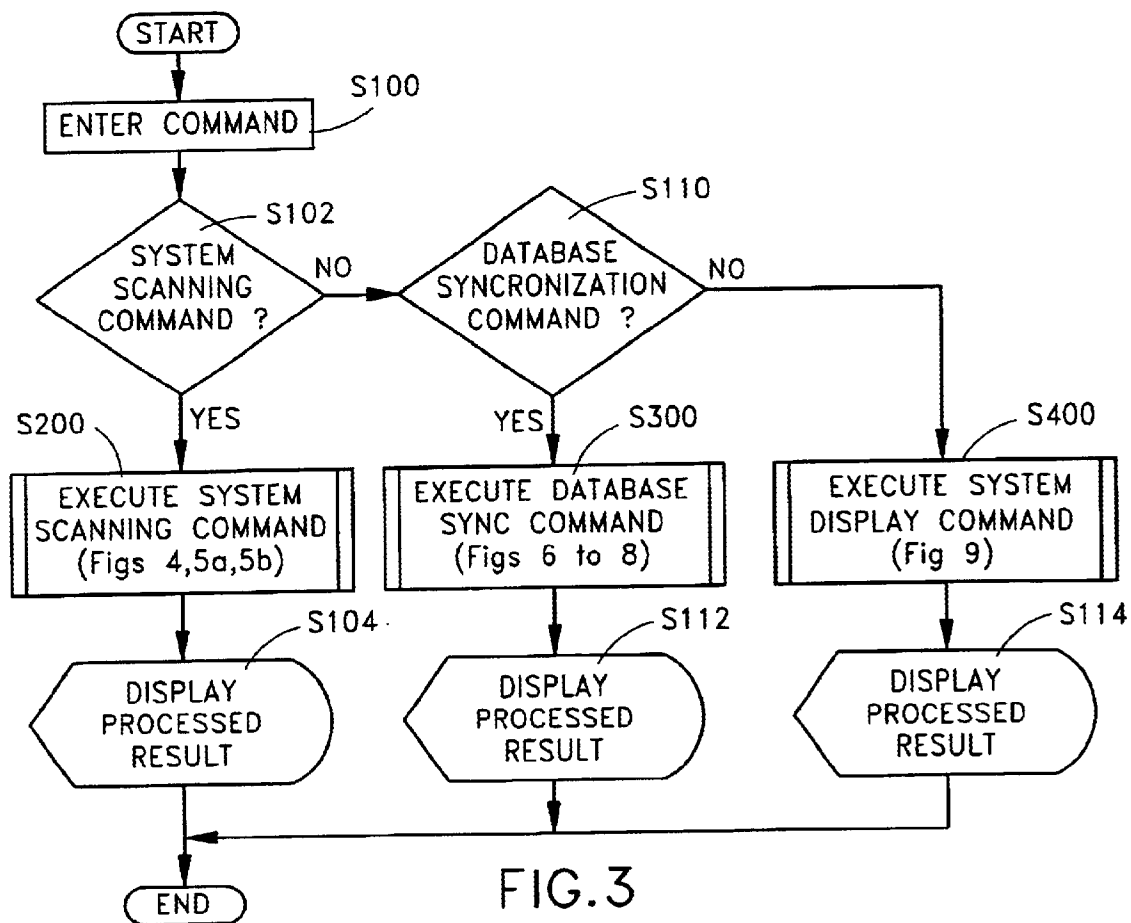 START
S100
ENTER COMMAND
S102
SYSTEM
SCANNING
COMMAND ?
NO
S110
DATABASE
SYNCRONIZATION
COMMAND ?
NO
YES
S200
EXECUTE SYSTEM
SCANNING COMMAND
(Figs 4,5a,5b)
YES
S300
EXECUTE DATABASE
SYNC COMMAND
(Figs 6 to 8)
S400
EXECUTE SYSTEM
DISPLAY COMMAND
(Fig 9)
S104
DISPLAY
PROCESSED
RESULT
S112
DISPLAY
PROCESSED
RESULT
S114
DISPLAY
PROCESSED
RESULT
END
FIG.3